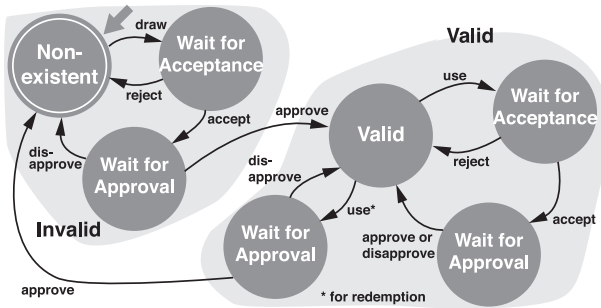 Non-
existent
draw
Wait for
Acceptance
reject
accept
dis-
approve
Wait for
Approval
Invalid
approve
approve
Valid
Valid
use
Wait for
Acceptance
reject
accept
dis-
approve
use*
Wait for
Approval
approve or
disapprove
Wait for
Approval
* for redemption